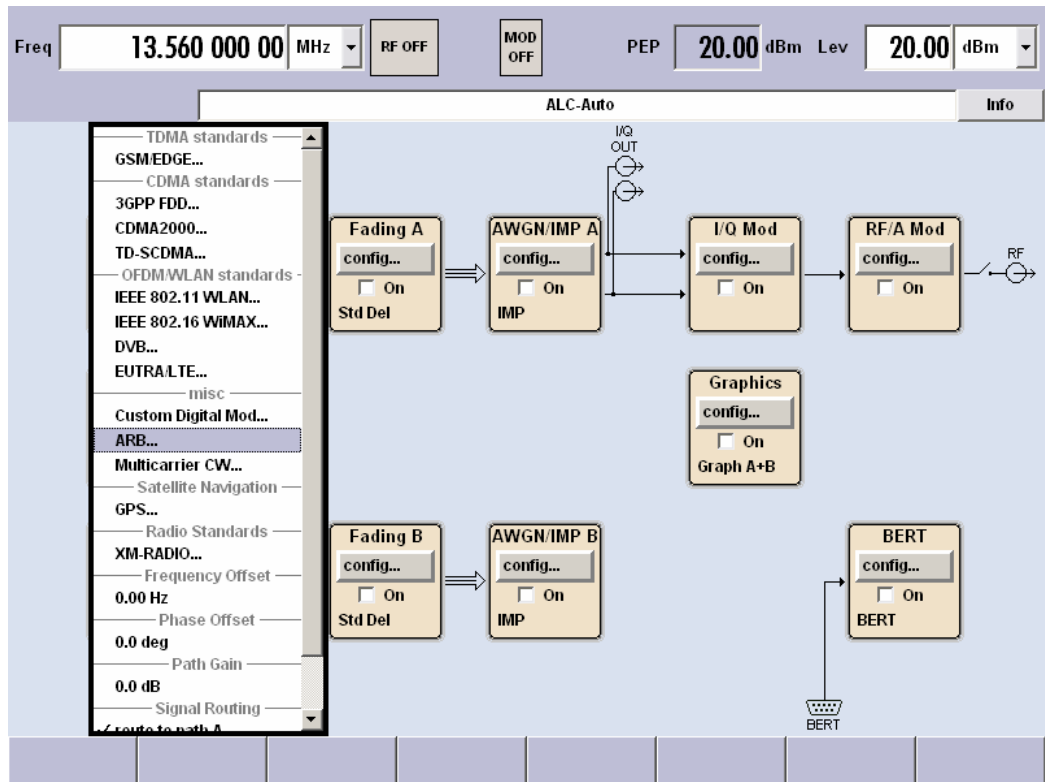 Freq 13.560 000 00 MHz RF OFF MOD OFF PEP 20.00 dBm Lev 20.00 dBm
ALC-Auto Info
TDMA standards
GSM/EDGE...
CDMA standards
3GPP FDD...
CDMA2000...
TD-SCDMA...
OFDM/WLAN standards
IEEE 802.11 WLAN...
IEEE 802.16 WiMAX...
DVB...
EUTRA/LTE...
misc
Custom Digital Mod...
ARB...
Multicarrier CW...
Satellite Navigation
GPS...
Radio Standards
XM-RADIO...
Frequency Offset
0.00 Hz
Phase Offset
0.0 deg
Path Gain
0.0 dB
Signal Routing
route to path A
I/Q
OUT
Fading A
config...
On
Std Del
AWGN/IMP A
config...
On
IMP
I/Q Mod
config...
On
RF/A Mod
config...
On
RF
Graphics
config...
On
Graph A+B
Fading B
config...
On
Std Del
AWGN/IMP B
config...
On
IMP
BERT
config...
On
BERT
BERT